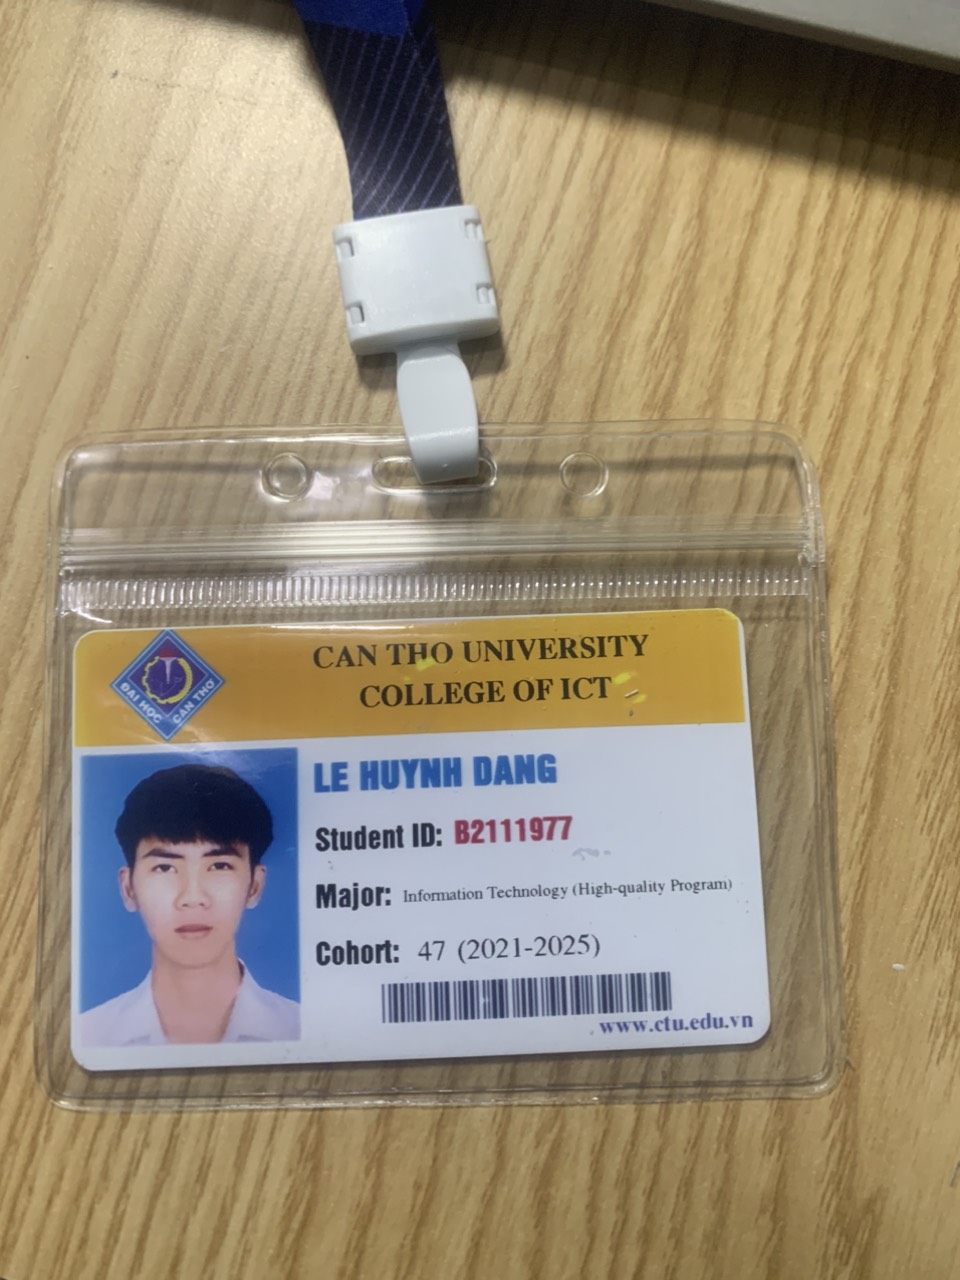 CAN THO UNIVERSITY
COLLEGE OF ICT
ĐẠI HỌC CẦN THƠ
LE HUYNH DANG
Student ID: B2111977
Major: Information Technology (High-quality Program)
Cohort: 47 (2021-2025)
www.ctu.edu.vn